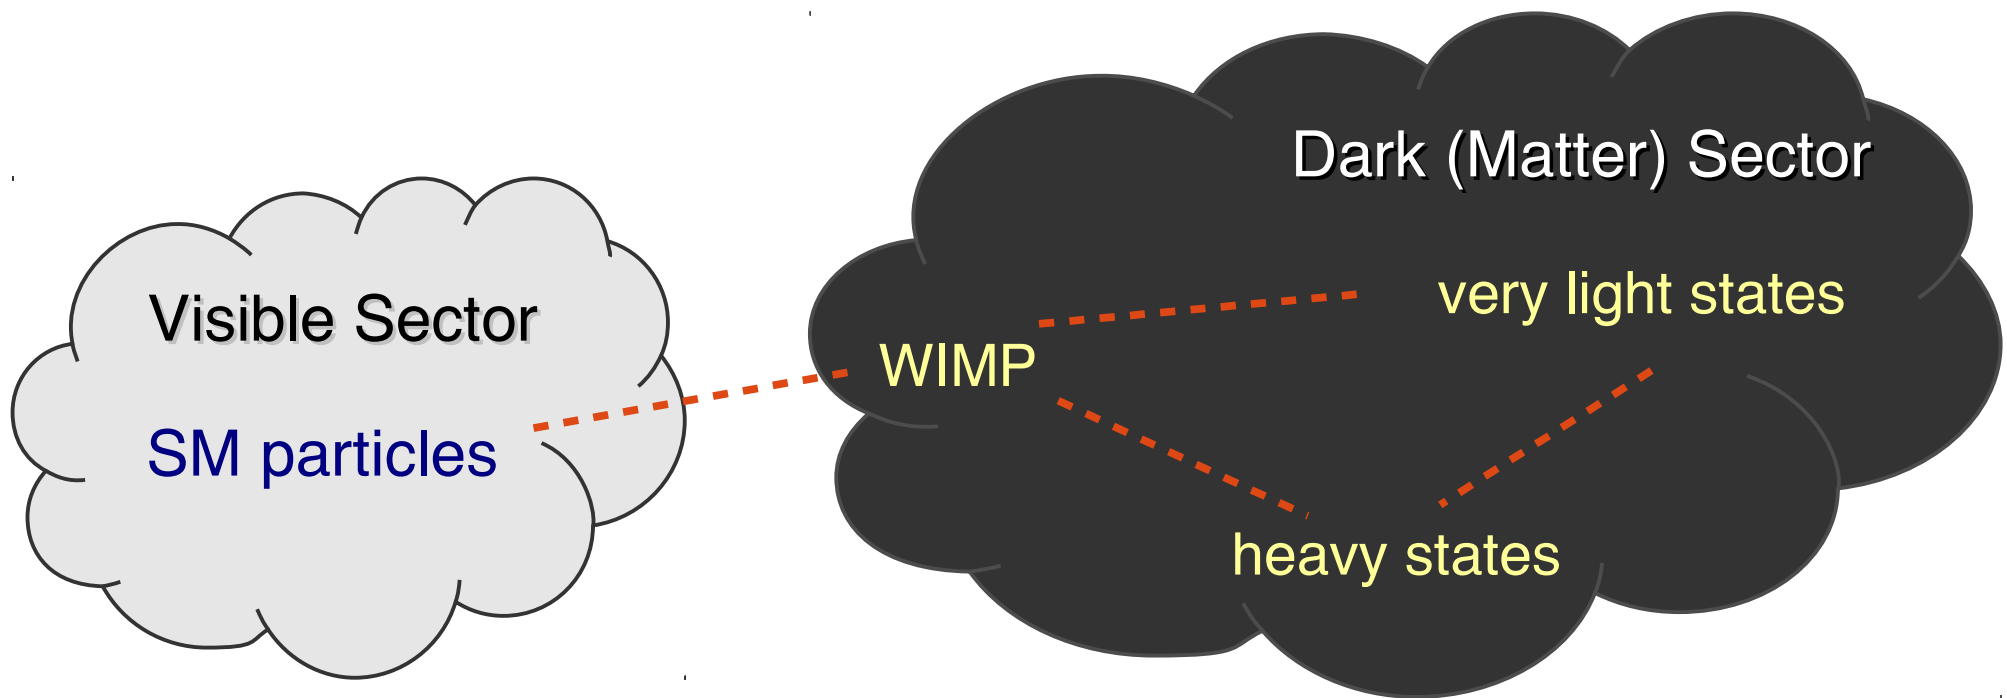 Visible Sector
SM particles
Dark (Matter) Sector
very light states
WIMP
heavy states